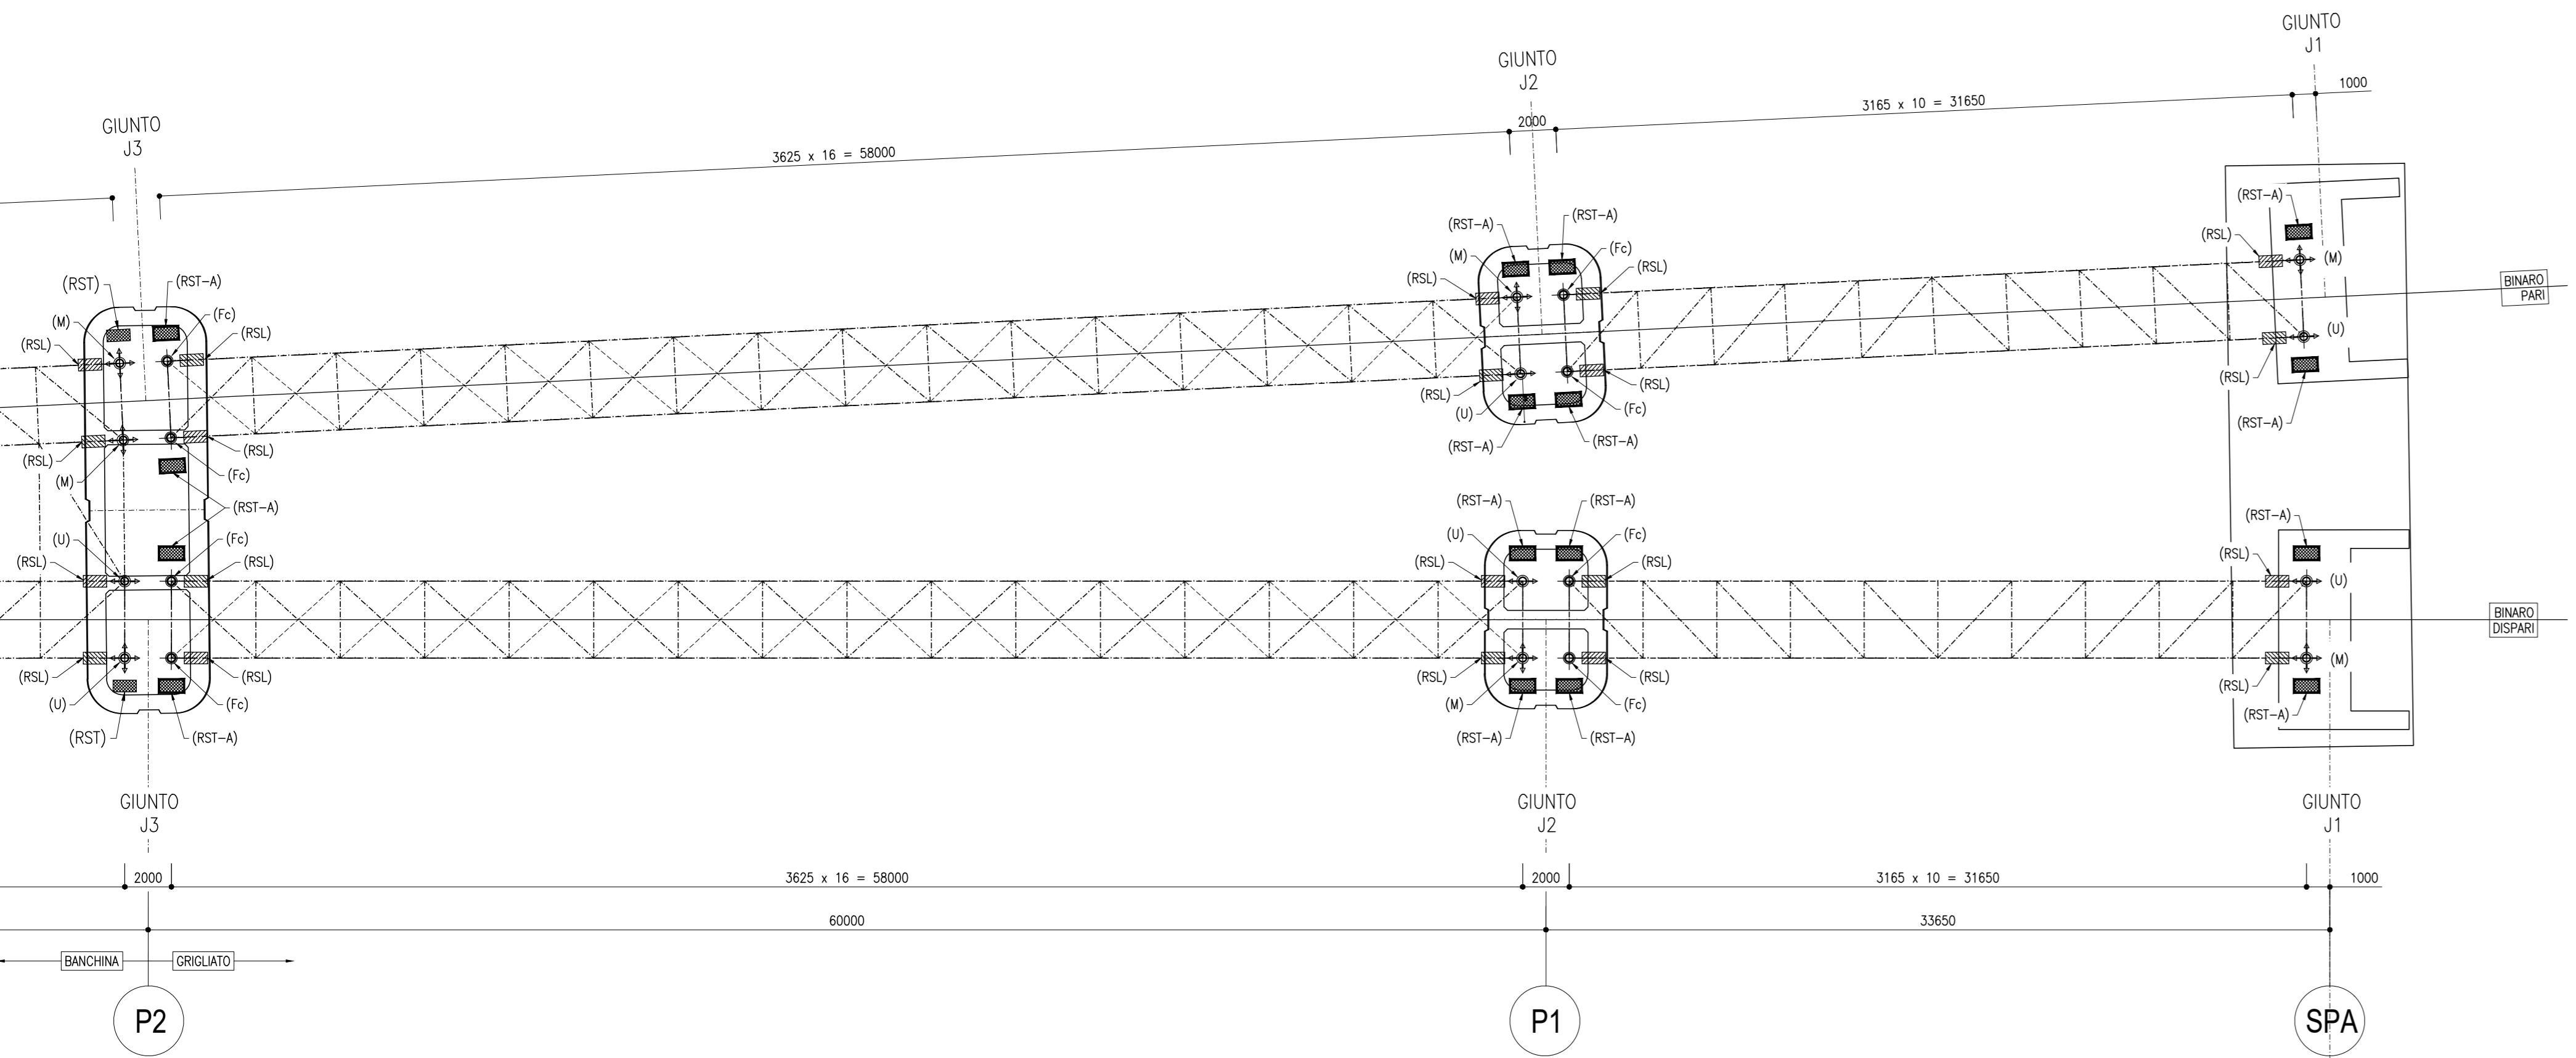 GIUNTO
J1
GIUNTO
J2
1000
3165 x 10 = 31650
2000
GIUNTO
J3
3625 x 16 = 58000
(RST-A)
(RSL)
(M)
(U)
(RSL)
(RST-A)
BINARO
PARI
(RST-A)
(RST-A)
(M)
(Fc)
(RSL)
(RSL)
(RSL)
(RSL)
(U)
(Fc)
(RST-A)
(RST-A)
(RST)
(RST-A)
(M)
(Fc)
(RSL)
(RSL)
(RSL)
(RSL)
(M)
(Fc)
(RST-A)
(U)
(Fc)
(RSL)
(RSL)
(RSL)
(RSL)
(U)
(Fc)
(RST)
(RST-A)
(RST-A)
(RST-A)
(U)
(Fc)
(RSL)
(RSL)
(RSL)
(RSL)
(M)
(Fc)
(RST-A)
(RST-A)
(RST-A)
(RSL)
(U)
(M)
(RSL)
(RST-A)
BINARO
DISPARI
GIUNTO
J3
GIUNTO
J2
GIUNTO
J1
2000
3625 x 16 = 58000
2000
3165 x 10 = 31650
1000
60000
33650
BANCHINA
GRIGLIATO
P2
P1
SPA